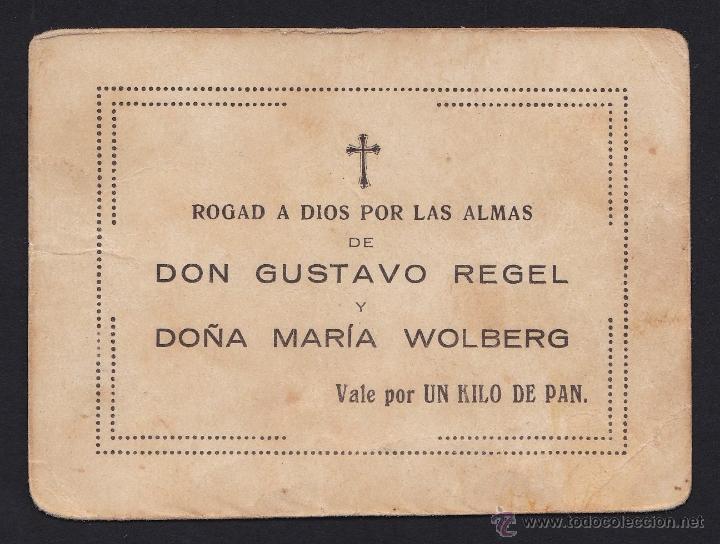 ROGAD A DIOS POR LAS ALMAS
DE
DON GUSTAVO REGEL
Y
DOÑA MARÍA WOLBERG
Vale por UN KILO DE PAN.
www.todocoleccion.net